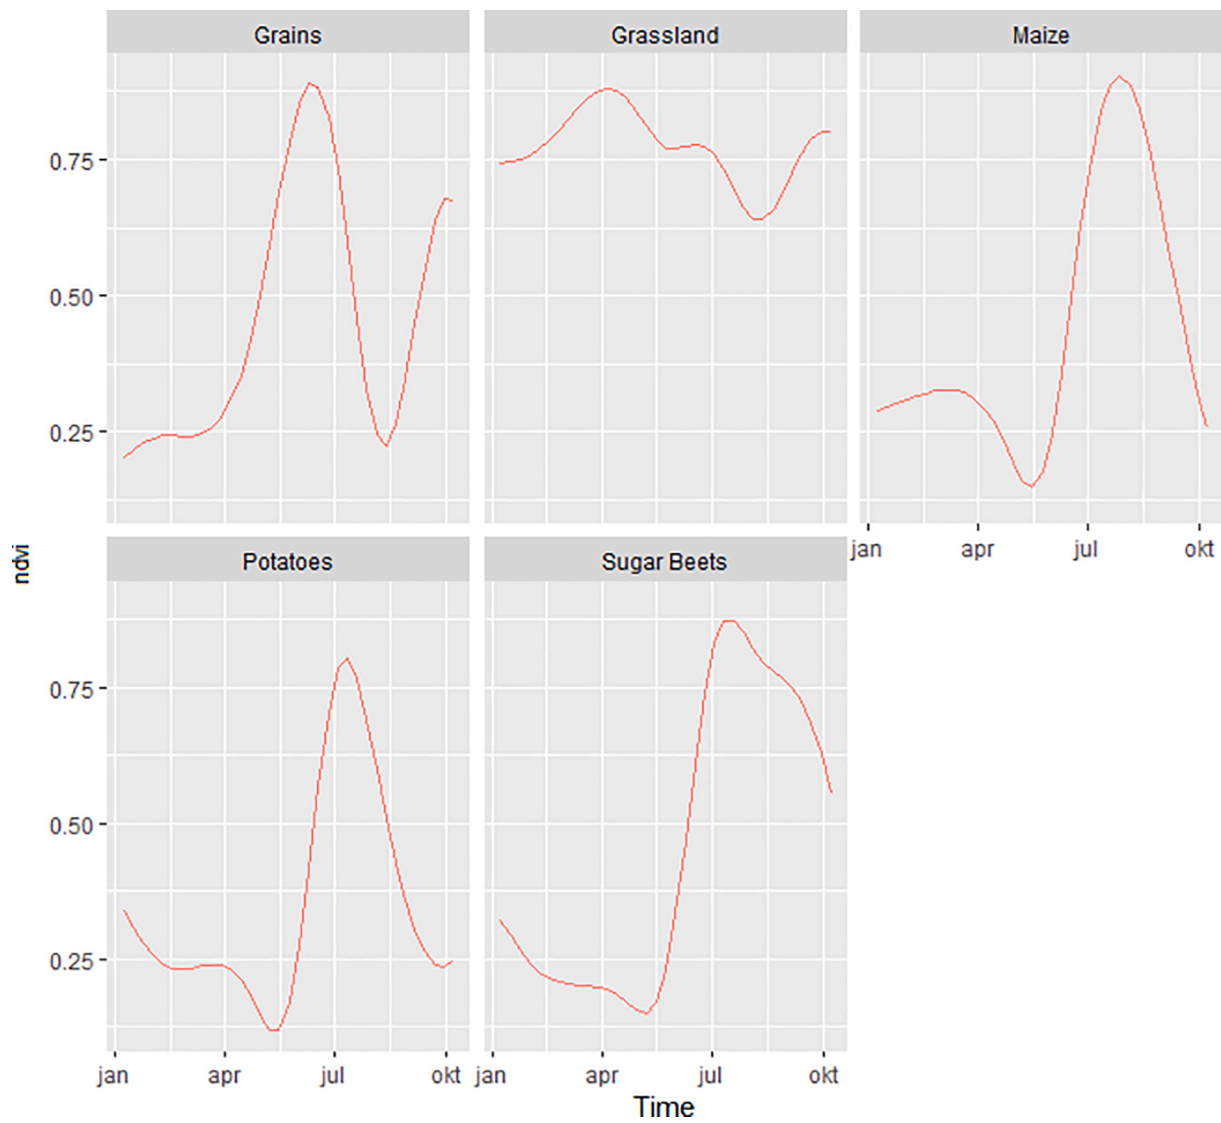 Grains Grassland Maize
0.75
0.50
0.25
jan apr jul okt
ndvi
Potatoes Sugar Beets
0.75
0.50
0.25
jan apr jul okt jan apr jul okt
Time